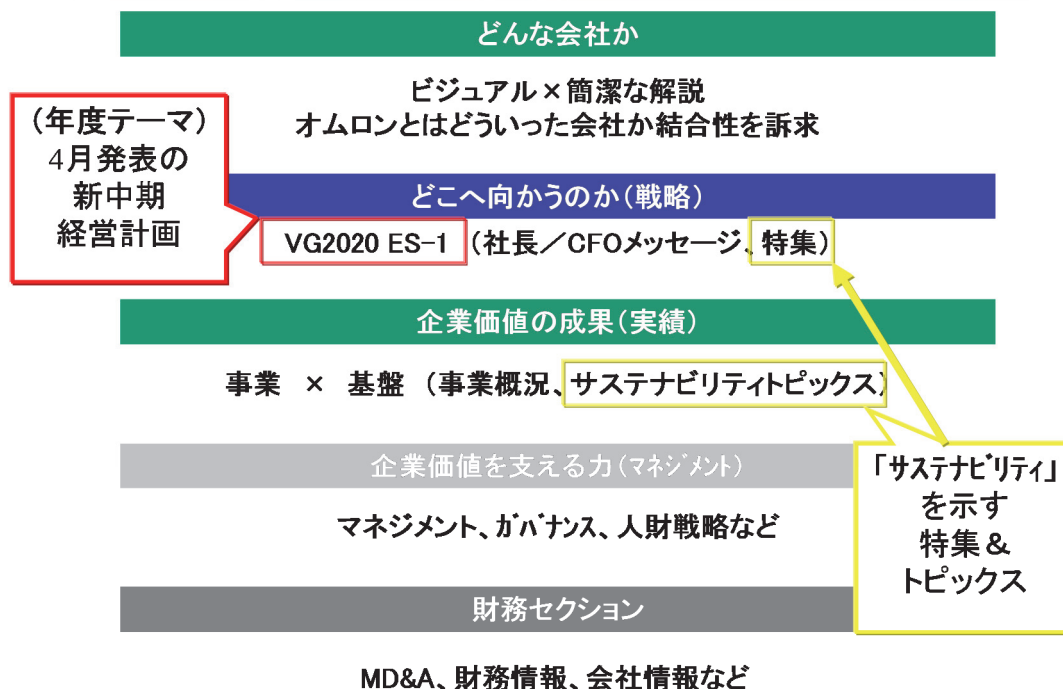 どんな会社か
ビジュアル×簡潔な解説
オムロンとはどういった会社か結合性を訴求
(年度テーマ)
4月発表の
新中期
経営計画
どこへ向かうのか(戦略)
VG2020 ES-1 (社長／CFOメッセージ、特集)
企業価値の成果(実績)
事業 × 基盤 (事業概況、サステナビリティトピックス)
企業価値を支える力(マネジメント)
マネジメント、ガバナンス、人財戦略など
「サステナビリティ」
を示す
特集＆
トピックス
財務セクション
MD&A、財務情報、会社情報など